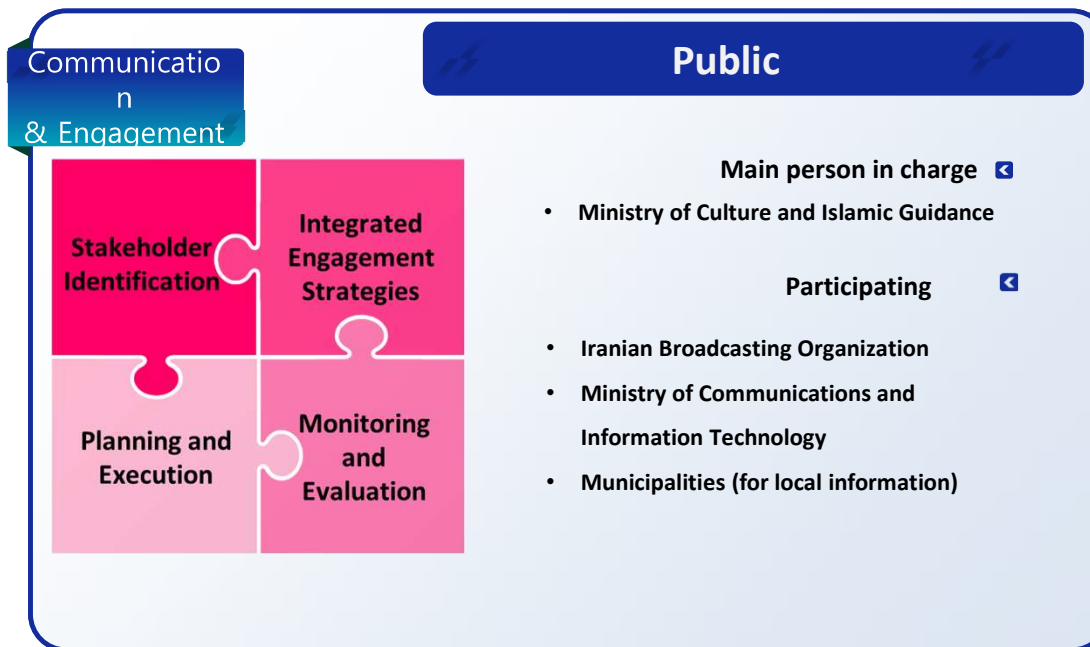 Communicatio
n
& Engagement
Public
Stakeholder
Identification
Integrated
Engagement
Strategies
Planning and
Execution
Monitoring
and
Evaluation
Main person in charge
• Ministry of Culture and Islamic Guidance
Participating
• Iranian Broadcasting Organization
• Ministry of Communications and
Information Technology
• Municipalities (for local information)